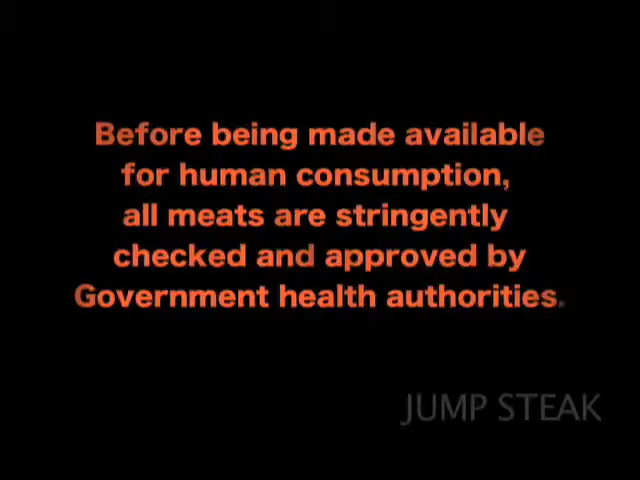 Before being made available
for human consumption,
all meats are stringently
checked and approved by
Government health authorities.
JUMP STEAK